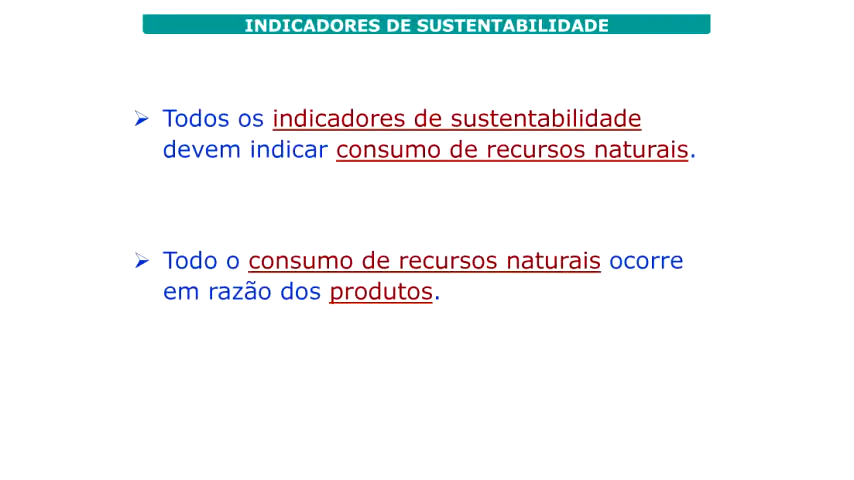 INDICADORES DE SUSTENTABILIDADE
Todos os indicadores de sustentabilidade
devem indicar consumo de recursos naturais.
Todo o consumo de recursos naturais ocorre
em razão dos produtos.